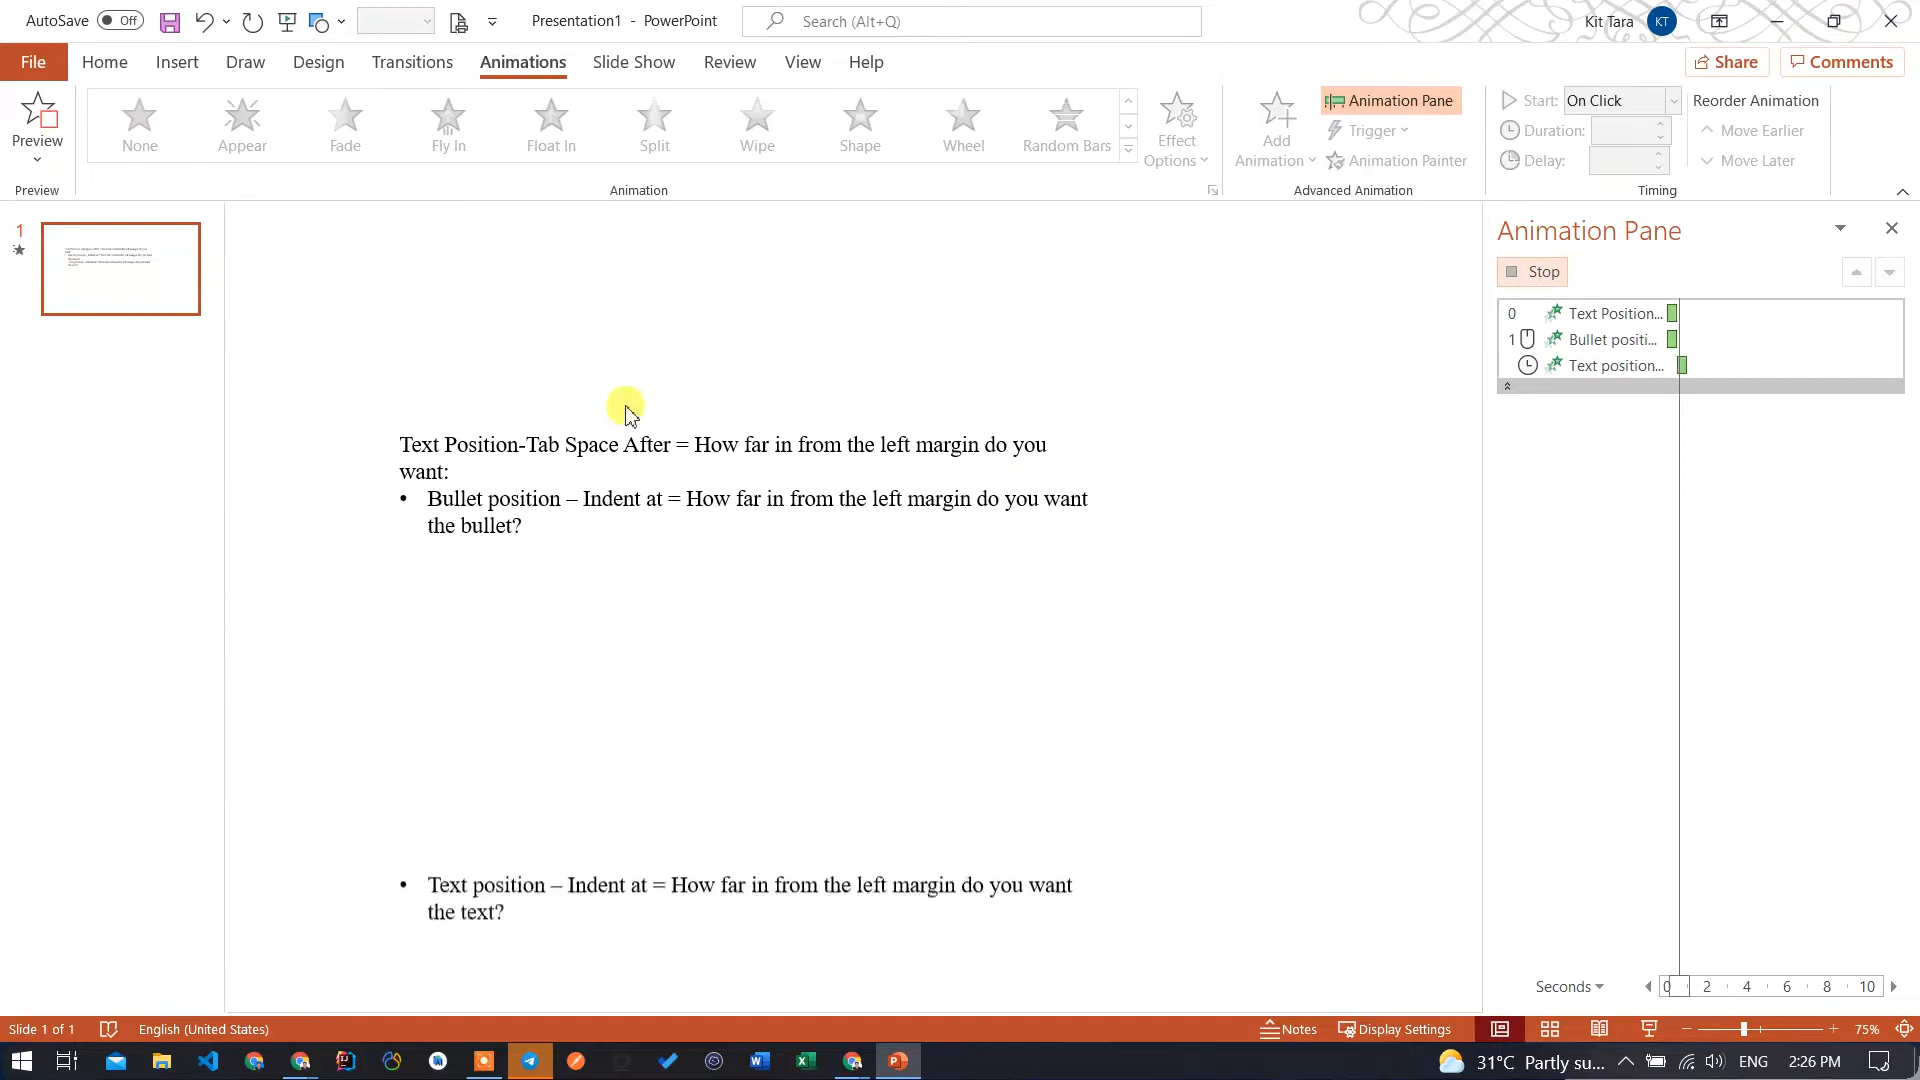 AutoSave Off Presentation1 - PowerPoint Search (Alt+Q) Kit Tara KT
File Home Insert Draw Design Transitions Animations Slide Show Review View Help Share Comments
Preview None Appear Fade Fly In Float In Split Wipe Shape Wheel Random Bars Effect Options Add Animation
Animation Pane
Trigger
Animation Painter
Start: On Click
Duration:
Delay:
Reorder Animation
Move Earlier
Move Later
Preview Animation Advanced Animation Timing
1
Text Position-Tab Space After = How far in from the left margin do you
want:
• Bullet position – Indent at = How far in from the left margin do you want
the bullet?
• Text position – Indent at = How far in from the left margin do you want
the text?
Animation Pane
Stop
0 Text Position...
1 Bullet positi...
Text position...
Seconds 0 2 4 6 8 10
Slide 1 of 1 English (United States) Notes Display Settings 75%
31°C Partly su... ENG 2:26 PM